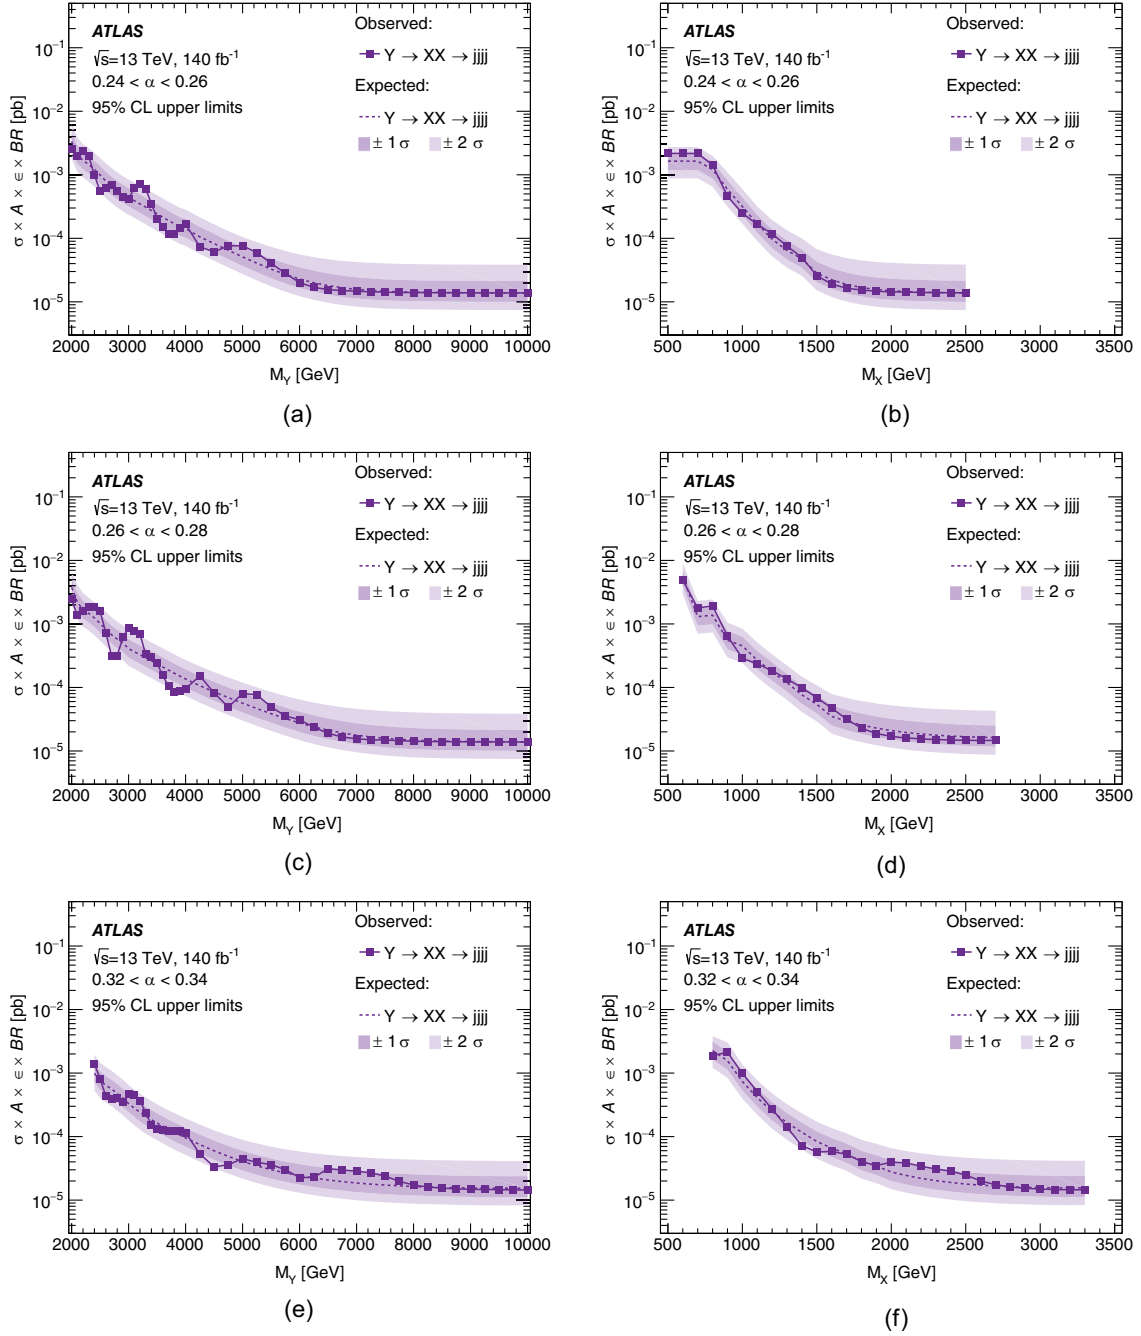 ATLAS
√s=13 TeV, 140 fb⁻¹
0.24 < α < 0.26
95% CL upper limits
Observed:
Y → XX → jjjj
Expected:
Y → XX → jjjj
± 1 σ ± 2 σ
σ × A × ∈ × BR [pb]
10⁻¹
10⁻²
10⁻³
10⁻⁴
10⁻⁵
2000 3000 4000 5000 6000 7000 8000 9000 10000
M_Y [GeV]
(a)
ATLAS
√s=13 TeV, 140 fb⁻¹
0.24 < α < 0.26
95% CL upper limits
Observed:
Y → XX → jjjj
Expected:
Y → XX → jjjj
± 1 σ ± 2 σ
σ × A × ∈ × BR [pb]
10⁻¹
10⁻²
10⁻³
10⁻⁴
10⁻⁵
500 1000 1500 2000 2500 3000 3500
M_X [GeV]
(b)
ATLAS
√s=13 TeV, 140 fb⁻¹
0.26 < α < 0.28
95% CL upper limits
Observed:
Y → XX → jjjj
Expected:
Y → XX → jjjj
± 1 σ ± 2 σ
σ × A × ∈ × BR [pb]
10⁻¹
10⁻²
10⁻³
10⁻⁴
10⁻⁵
2000 3000 4000 5000 6000 7000 8000 9000 10000
M_Y [GeV]
(c)
ATLAS
√s=13 TeV, 140 fb⁻¹
0.26 < α < 0.28
95% CL upper limits
Observed:
Y → XX → jjjj
Expected:
Y → XX → jjjj
± 1 σ ± 2 σ
σ × A × ∈ × BR [pb]
10⁻¹
10⁻²
10⁻³
10⁻⁴
10⁻⁵
500 1000 1500 2000 2500 3000 3500
M_X [GeV]
(d)
ATLAS
√s=13 TeV, 140 fb⁻¹
0.32 < α < 0.34
95% CL upper limits
Observed:
Y → XX → jjjj
Expected:
Y → XX → jjjj
± 1 σ ± 2 σ
σ × A × ∈ × BR [pb]
10⁻¹
10⁻²
10⁻³
10⁻⁴
10⁻⁵
2000 3000 4000 5000 6000 7000 8000 9000 10000
M_Y [GeV]
(e)
ATLAS
√s=13 TeV, 140 fb⁻¹
0.32 < α < 0.34
95% CL upper limits
Observed:
Y → XX → jjjj
Expected:
Y → XX → jjjj
± 1 σ ± 2 σ
σ × A × ∈ × BR [pb]
10⁻¹
10⁻²
10⁻³
10⁻⁴
10⁻⁵
500 1000 1500 2000 2500 3000 3500
M_X [GeV]
(f)